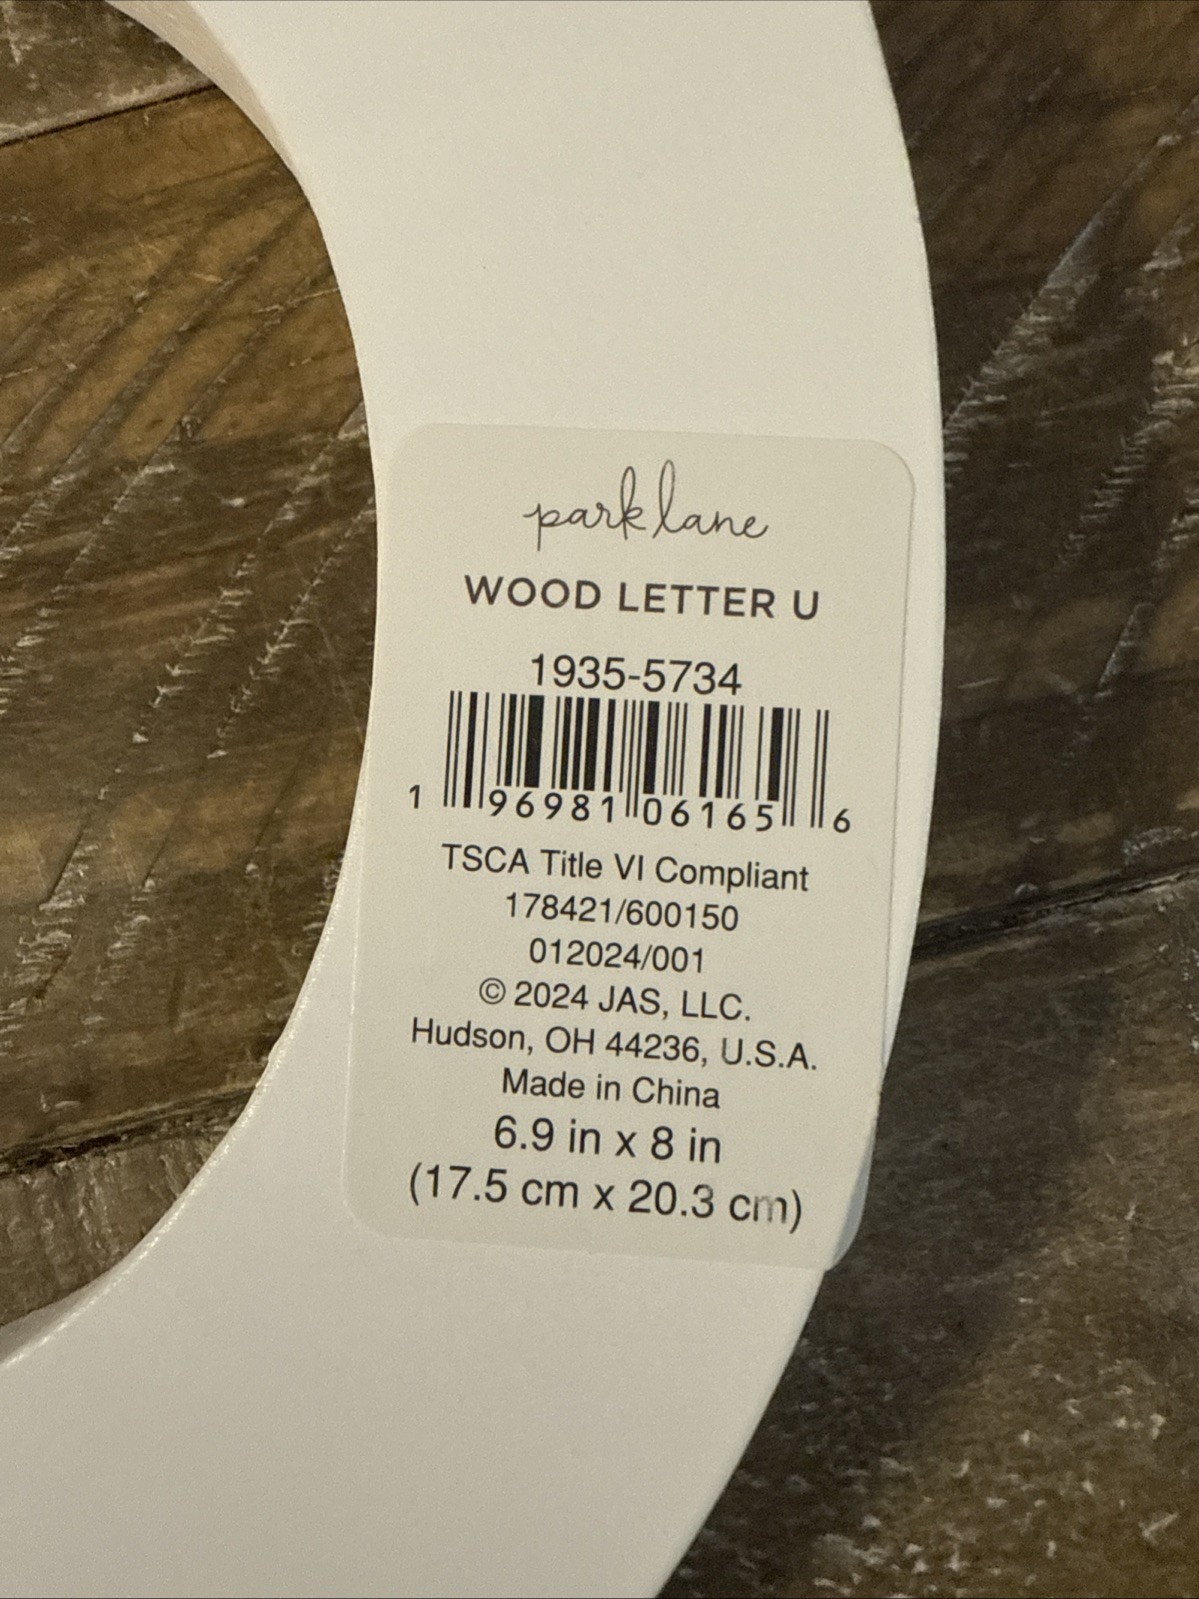 park lane
WOOD LETTER U
1935-5734
1 96981 06165 6
TSCA Title VI Compliant
178421/600150
012024/001
© 2024 JAS, LLC.
Hudson, OH 44236, U.S.A.
Made in China
6.9 in x 8 in
(17.5 cm x 20.3 cm)